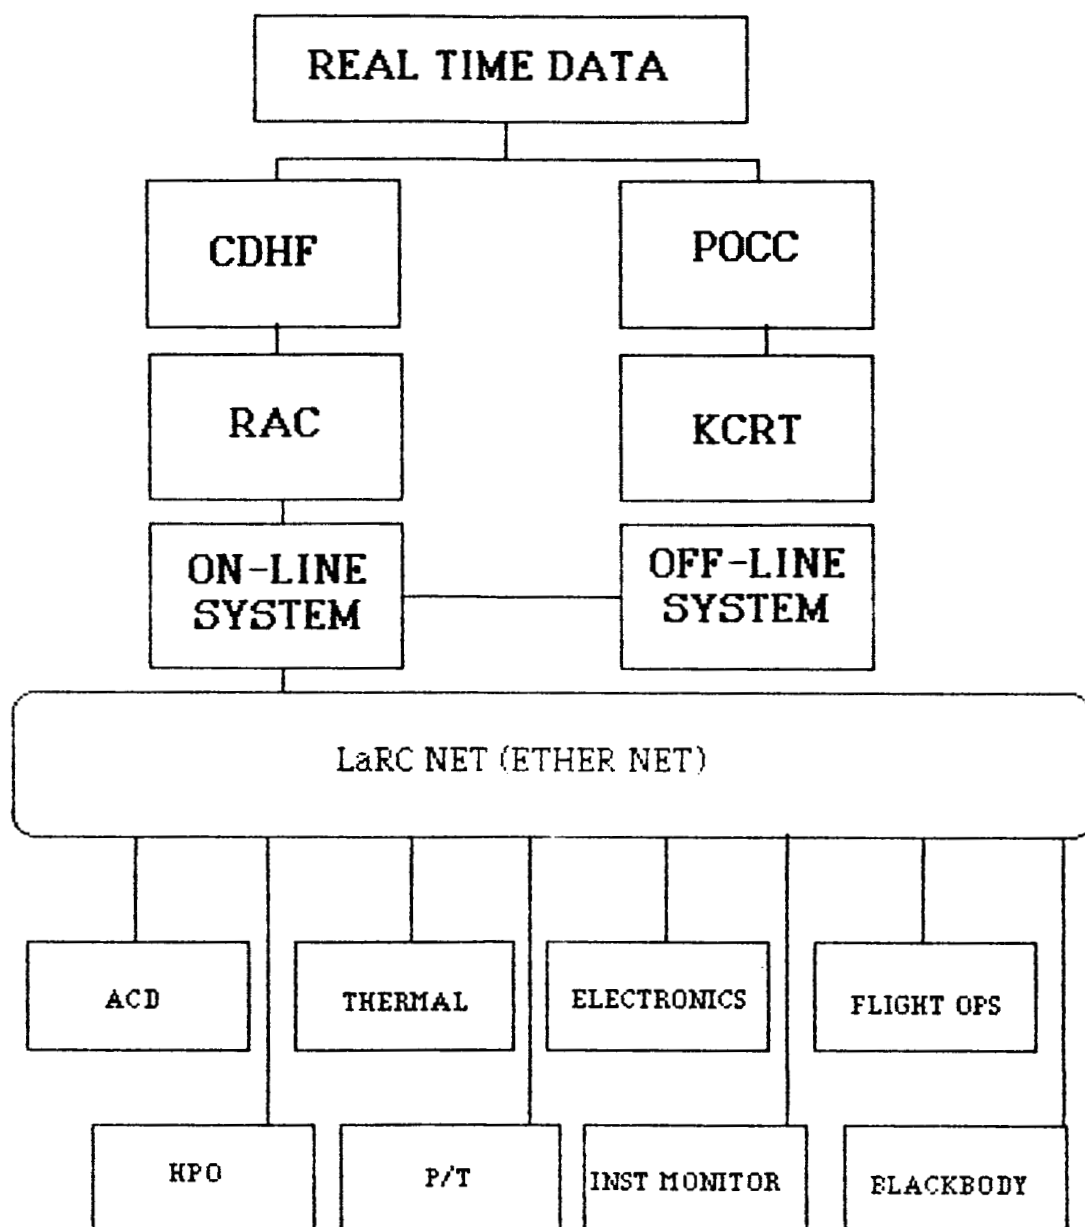 REAL TIME DATA
CDHF
POCC
RAC
KCRT
ON-LINE
SYSTEM
OFF-LINE
SYSTEM
LaRC NET (ETHER NET)
ACD
THERMAL
ELECTRONICS
FLIGHT OPS
HPO
P/T
INST MONITOR
BLACKBODY